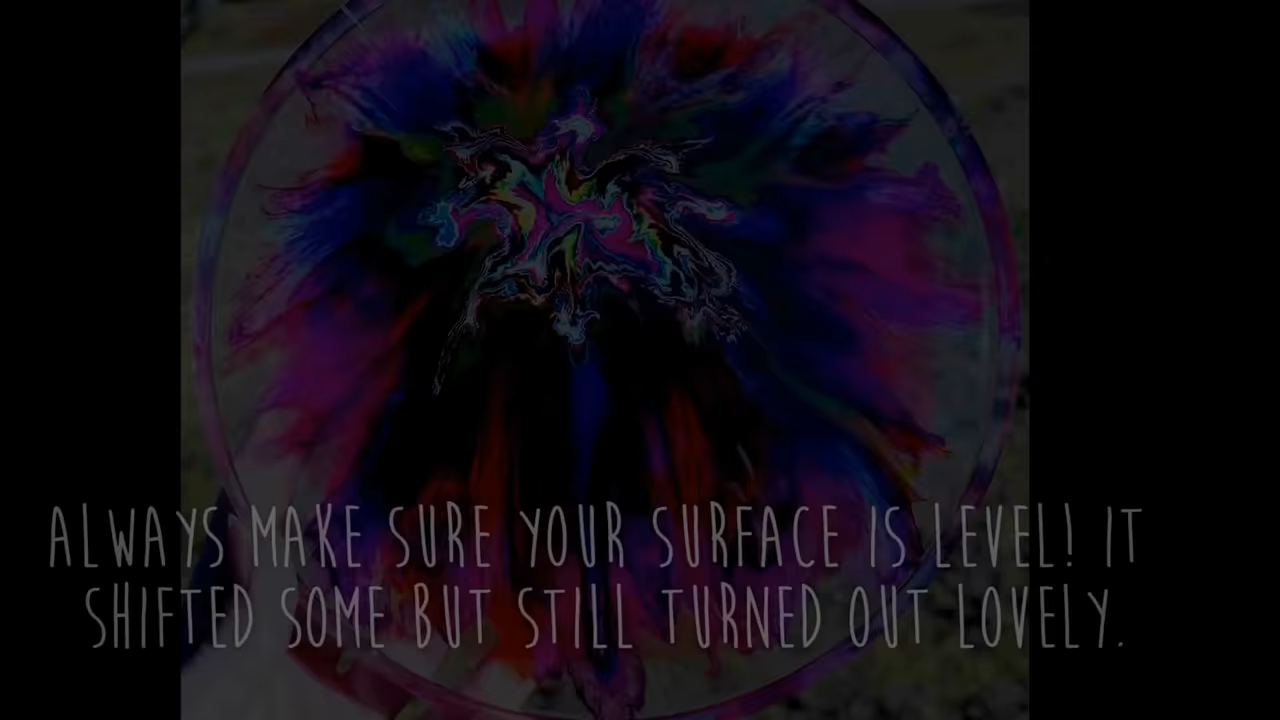 ALWAYS MAKE SURE YOUR SURFACE IS LEVEL! IT
SHIFTED SOME BUT STILL TURNED OUT LOVELY.